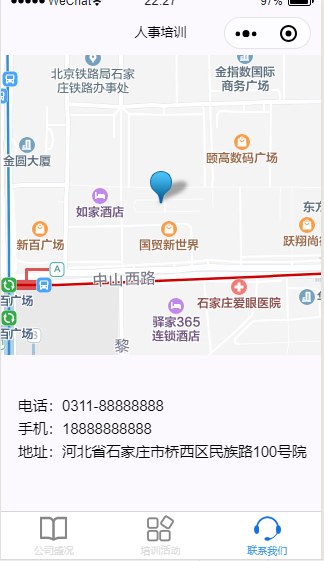 WeChat
22:27
97%
人事培训
北京铁路局石家
庄铁路办事处
金指数国际
商务广场
金圆大厦
颐高数码广场
如家酒店
东方
新百广场
国贸新世界
跃翔尚
A
中山西路
石家庄爱眼医院
百广场
华
驿家365
连锁酒店
百广场
黎
电话：0311-88888888
手机：18888888888
地址：河北省石家庄市桥西区民族路100号院
公司盛况
培训活动
联系我们